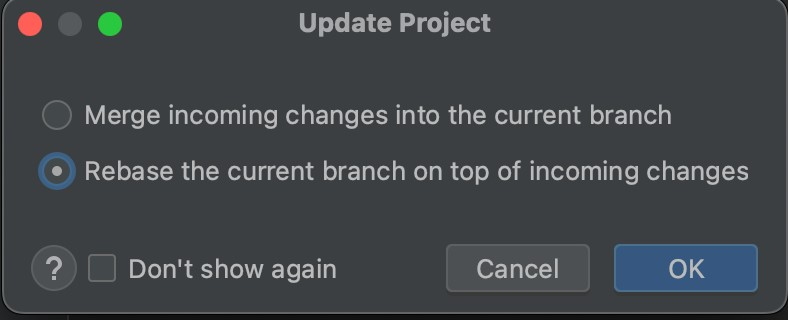 Update Project
Merge incoming changes into the current branch
Rebase the current branch on top of incoming changes
? Don't show again Cancel OK